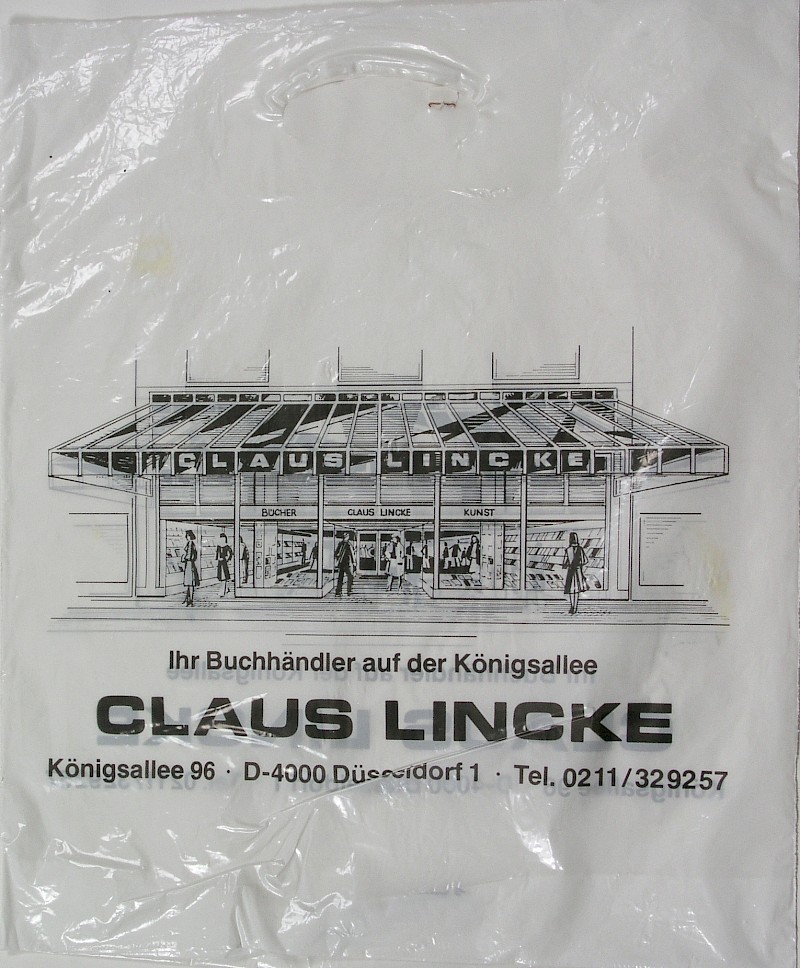 CLAUS LINCKE
BÜCHER CLAUS LINCKE KUNST
Ihr Buchhändler auf der Königsallee
CLAUS LINCKE
Königsallee 96 · D-4000 Düsseldorf 1 · Tel. 0211/329257